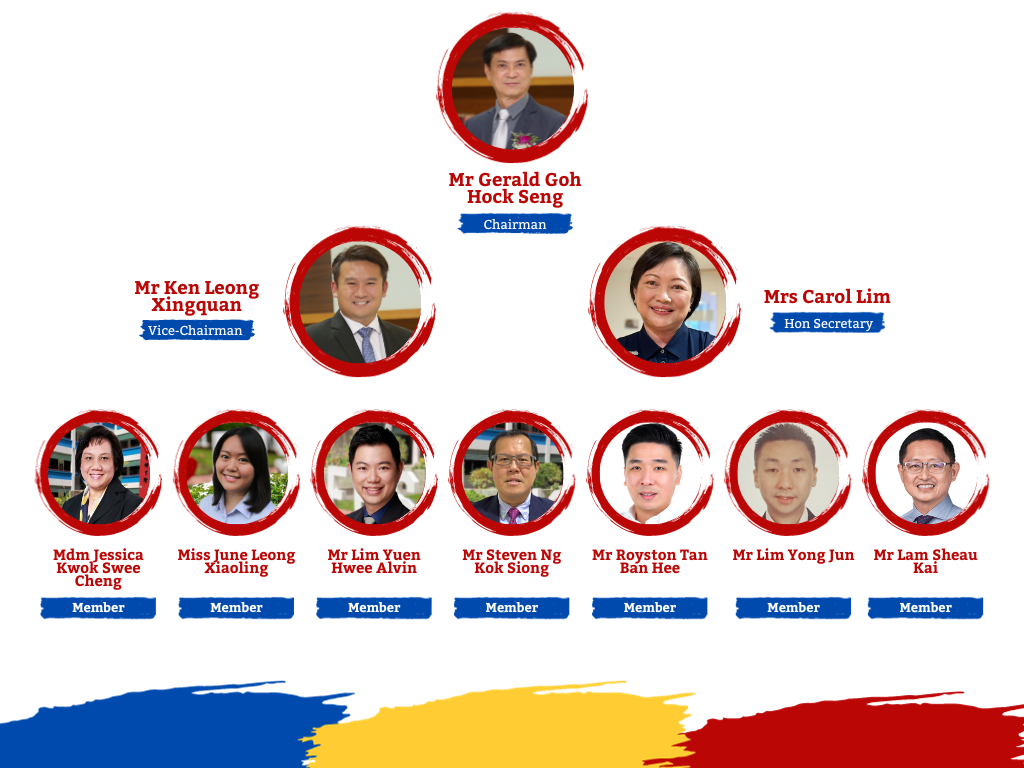 Mr Gerald Goh
Hock Seng
Chairman
Mr Ken Leong
Xingquan
Vice-Chairman
Mrs Carol Lim
Hon Secretary
Mdm Jessica
Kwok Swee
Cheng
Member
Miss June Leong
Xiaoling
Member
Mr Lim Yuen
Hwee Alvin
Member
Mr Steven Ng
Kok Siong
Member
Mr Royston Tan
Ban Hee
Member
Mr Lim Yong Jun
Member
Mr Lam Sheau
Kai
Member